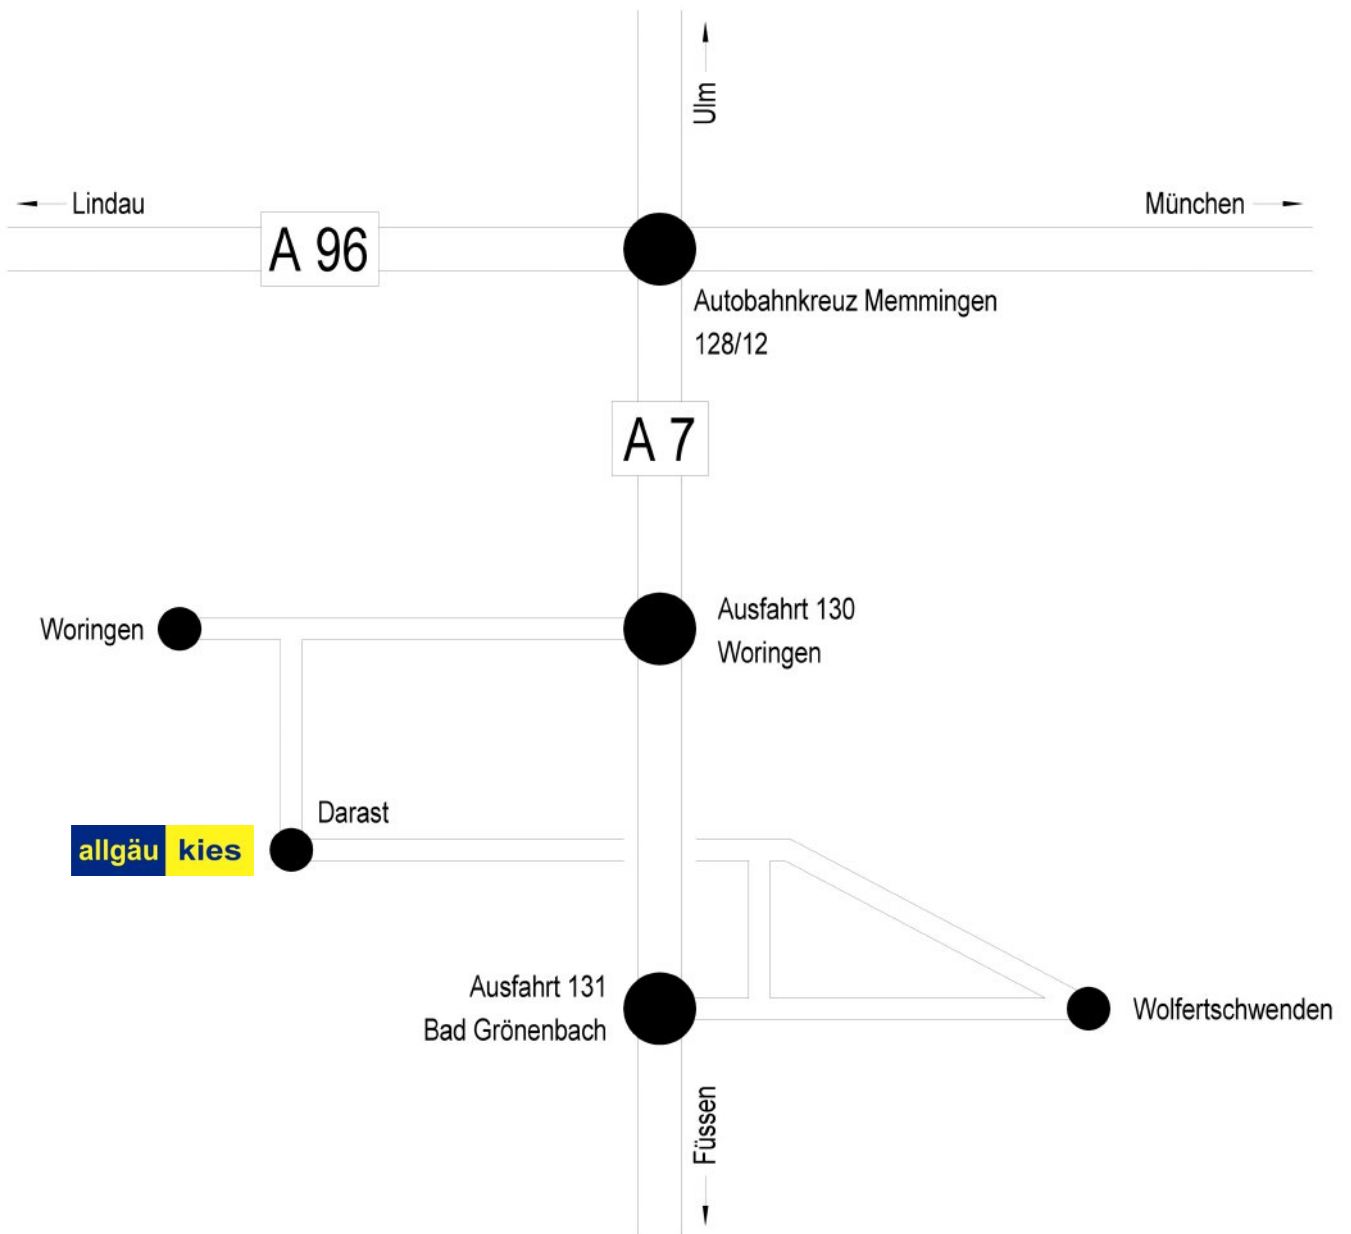 Ulm
Lindau
München
A 96
Autobahnkreuz Memmingen
128/12
A 7
Ausfahrt 130
Woringen
Woringen
Darast
allgäu kies
Ausfahrt 131
Bad Grönenbach
Wolfertschwenden
Füssen